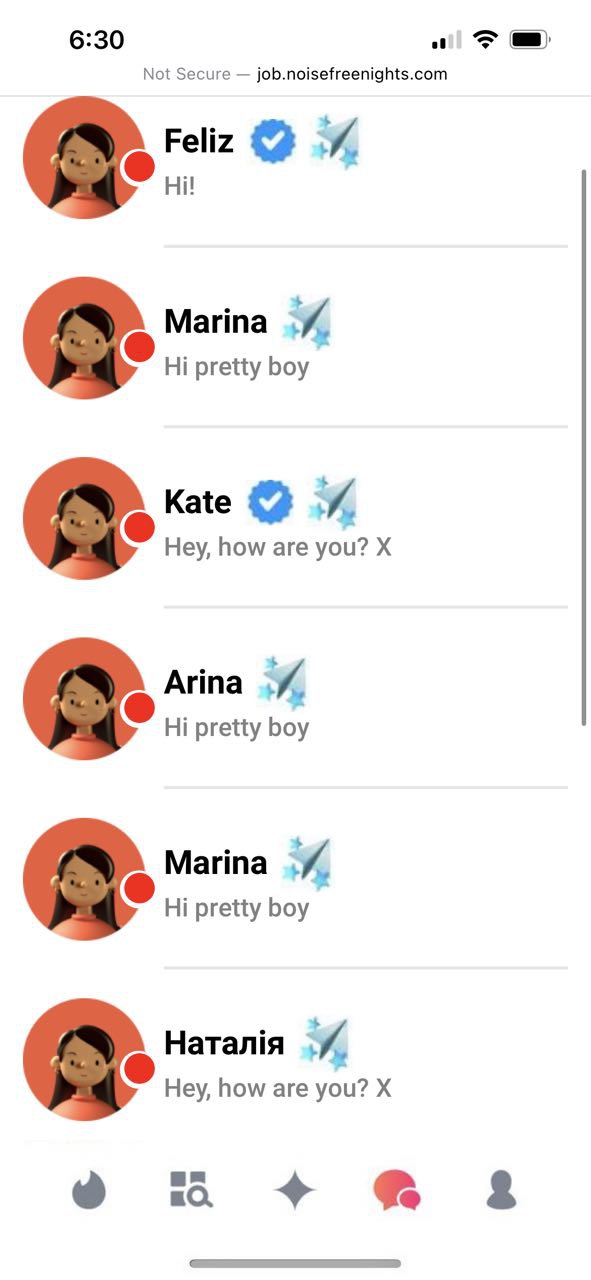 6:30
Not Secure — job.noisefreenights.com
Feliz
Hi!
Marina
Hi pretty boy
Kate
Hey, how are you? X
Arina
Hi pretty boy
Marina
Hi pretty boy
Наталія
Hey, how are you? X